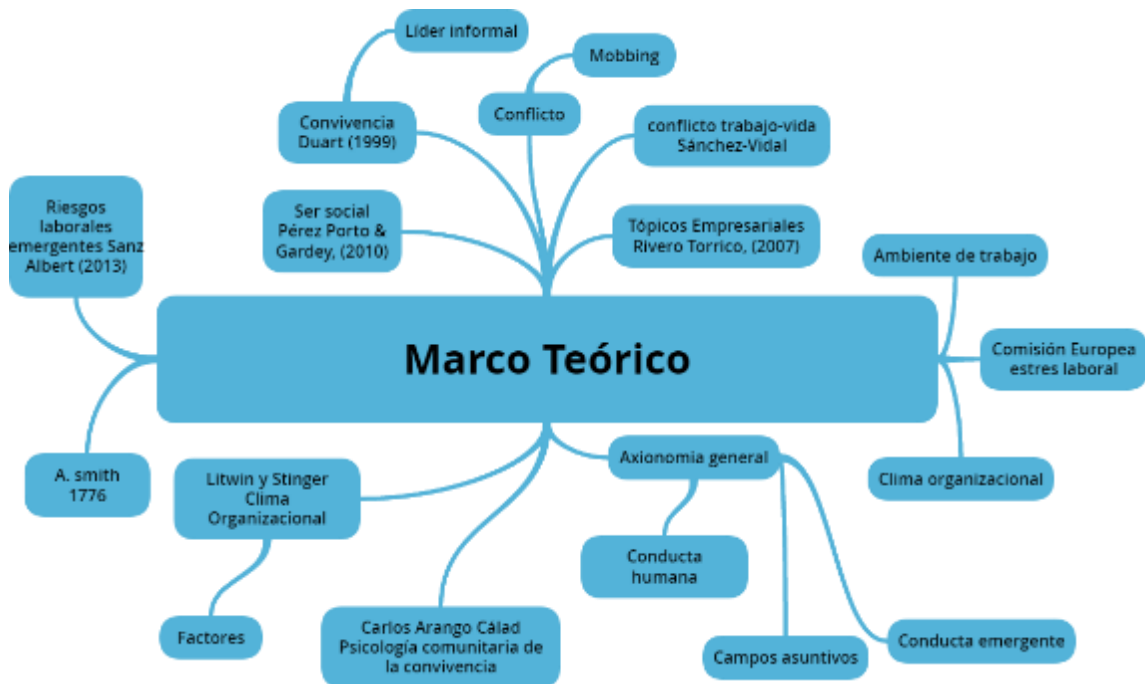 Líder informal
Mobbing
Convivencia
Duart (1999)
Conflicto
conflicto trabajo-vida
Sánchez-Vidal
Riesgos
laborales
emergentes Sanz
Albert (2013)
Ser social
Pérez Porto &
Gardey, (2010)
Tópicos Empresariales
Rivero Torrico, (2007)
Ambiente de trabajo
Marco Teórico
Comisión Europea
estres laboral
A. smith
1776
Litwin y Stinger
Clima
Organizacional
Axionomia general
Clima organizacional
Conducta
humana
Factores
Carlos Arango Cálad
Psicología comunitaria de
la convivencia
Campos asuntivos
Conducta emergente